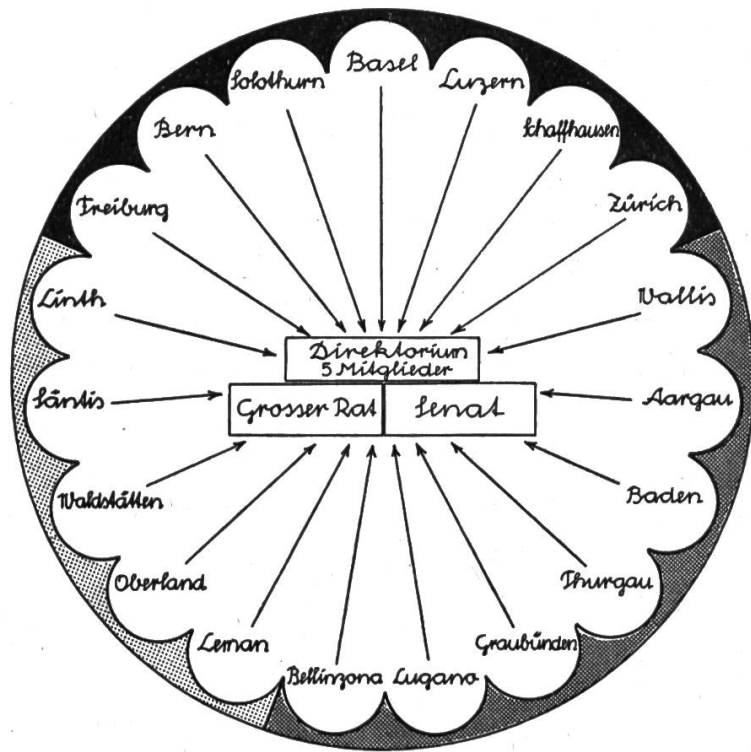 Basel
Solothurn
Luzern
Bern
Schaffhausen
Freiburg
Zürich
Linth
Wallis
Direktorium
5 Mitglieder
Säntis
Grosser Rat
Senat
Aargau
Waldstätten
Baden
Oberland
Thurgau
Leman
Graubünden
Bellinzona
Lugano